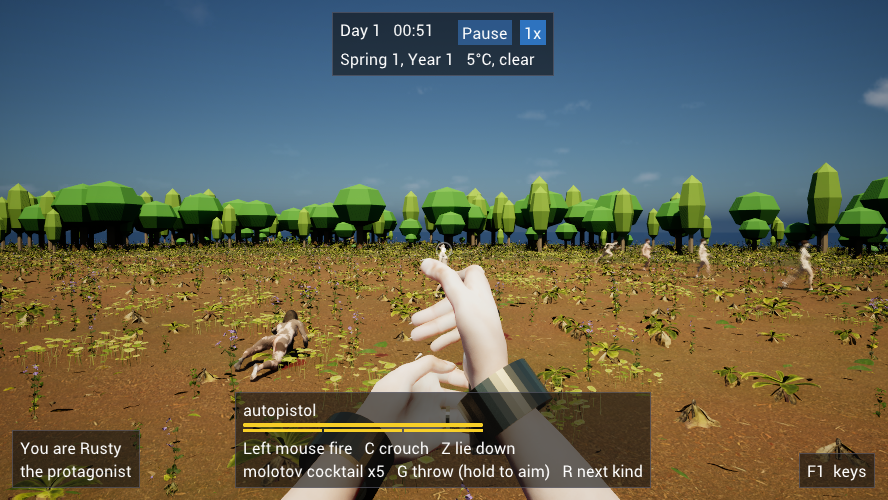 Day 1 00:51 Pause 1x
Spring 1, Year 1 5°C, clear
autopistol
Left mouse fire C crouch Z lie down
molotov cocktail x5 G throw (hold to aim) R next kind
You are Rusty
the protagonist
F1 keys